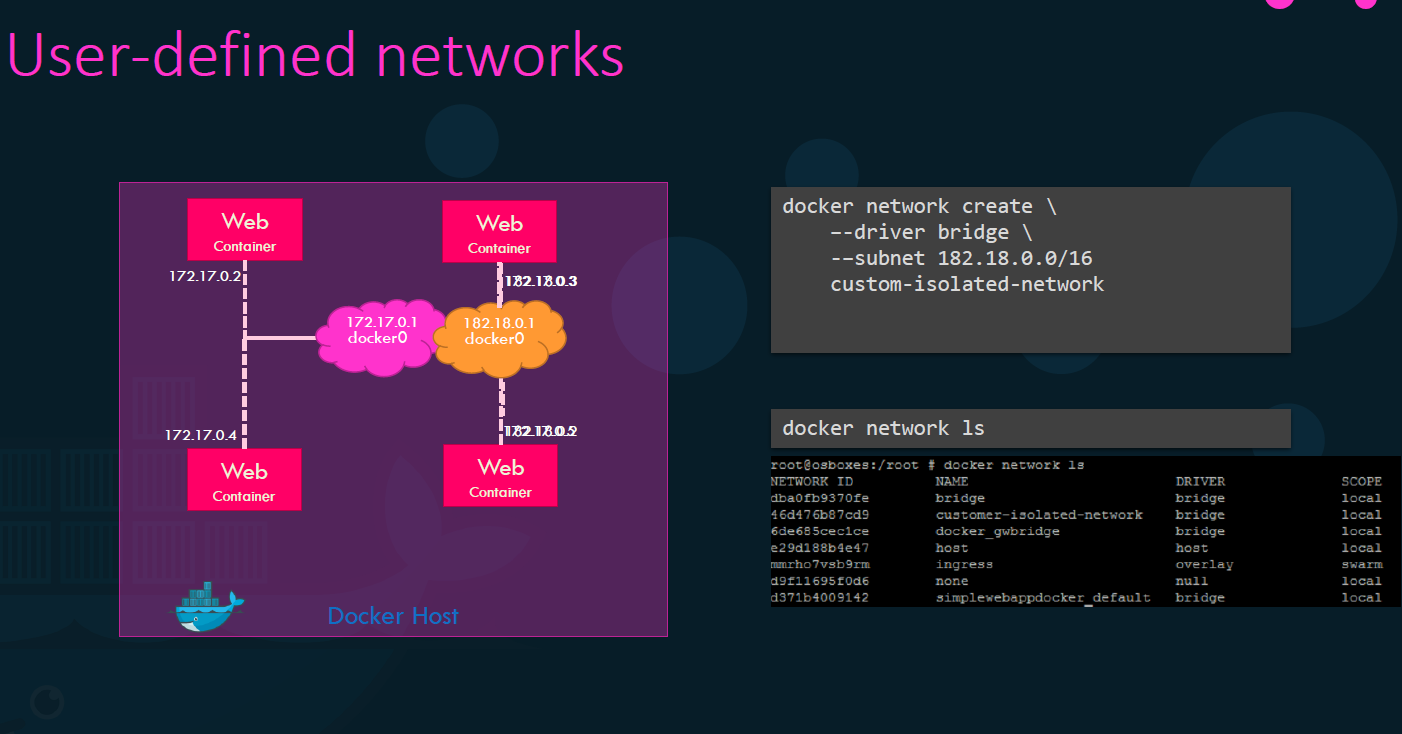 User-defined networks
Web
Container
Web
Container
172.17.0.2
172.17.0.1
docker0
182.18.0.1
docker0
172.17.0.4
Web
Container
Web
Container
Docker Host
docker network create \
--driver bridge \
--subnet 182.18.0.0/16
custom-isolated-network
docker network ls
root@osboxes:/root # docker network ls
NETWORK ID NAME DRIVER SCOPE
dba0fb9370fe bridge bridge local
46d476b87cd9 customer-isolated-network bridge local
6de685cec1ce docker_gwbridge bridge local
e29d188b4e47 host host local
mmrho7vsb9rm ingress overlay swarm
d9f11695f0d6 none null local
d371b4009142 simplewebappdocker_default bridge local